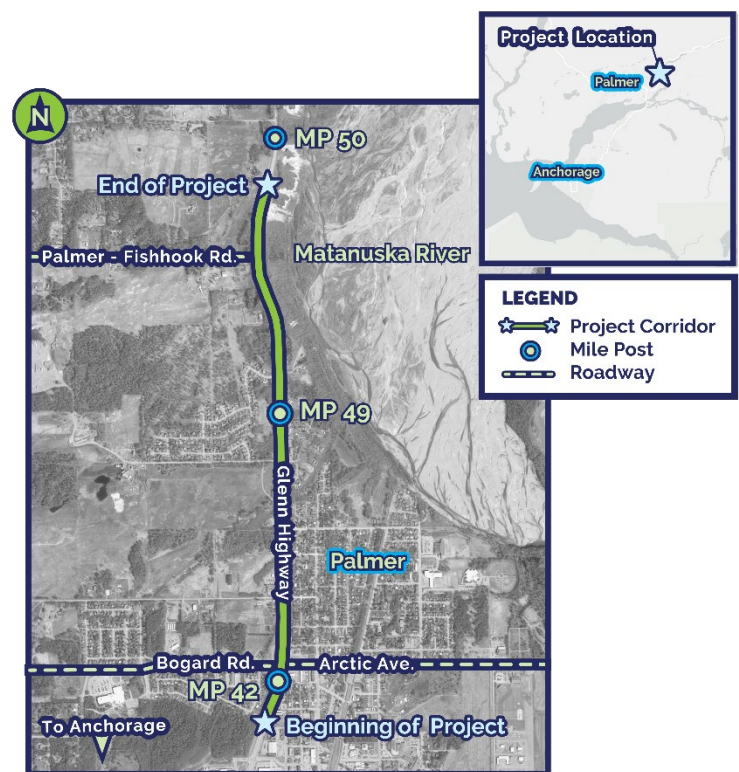 Project Location
Palmer
Anchorage
N
MP 50
End of Project
Palmer - Fishhook Rd.
Matanuska River
LEGEND
Project Corridor
Mile Post
Roadway
MP 49
Glenn Highway
Palmer
Bogard Rd.
Arctic Ave.
MP 42
To Anchorage
Beginning of Project